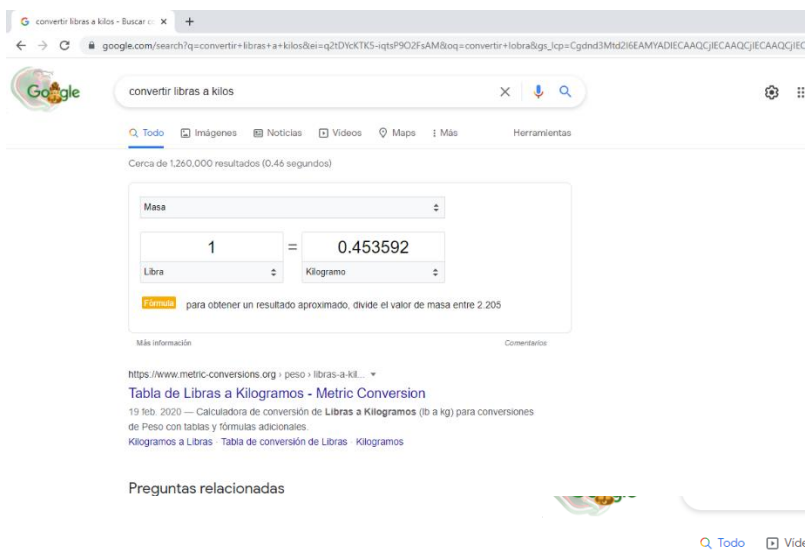 convertir libras a kilos - Buscar c
google.com/search?q=convertir+libras+a+kilos&ei=q2tDYcKTK5-iqtsP9O2FsAM&oq=convertir+lobra&gs_lcp=Cgdnd3Mtd2l6EAMYADIECAAQCjIECAAQCjIECAAQCjIEC
Google
convertir libras a kilos
Todo Imágenes Noticias Videos Maps Más Herramientas
Cerca de 1,260,000 resultados (0.46 segundos)
Masa
1 = 0.453592
Libra Kilogramo
Fórmula para obtener un resultado aproximado, divide el valor de masa entre 2.205
Más información Comentarios
https://www.metric-conversions.org › peso › libras-a-kil...
Tabla de Libras a Kilogramos - Metric Conversion
19 feb. 2020 — Calculadora de conversión de Libras a Kilogramos (lb a kg) para conversiones
de Peso con tablas y fórmulas adicionales.
Kilogramos a Libras · Tabla de conversión de Libras · Kilogramos
Preguntas relacionadas
Todo Vide